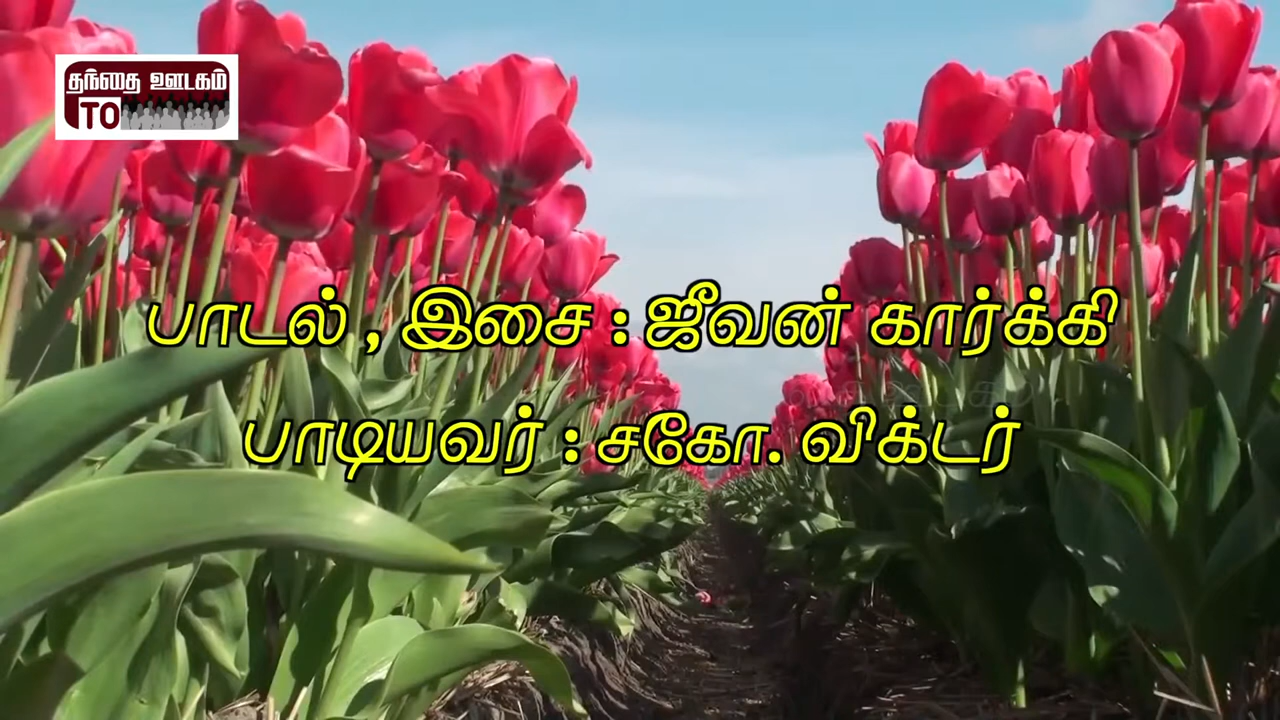 தந்தை ஊடகம்
TO
பாடல் , இசை : ஜீவன் கார்க்கி
பாடியவர் : சகோ. விக்டர்